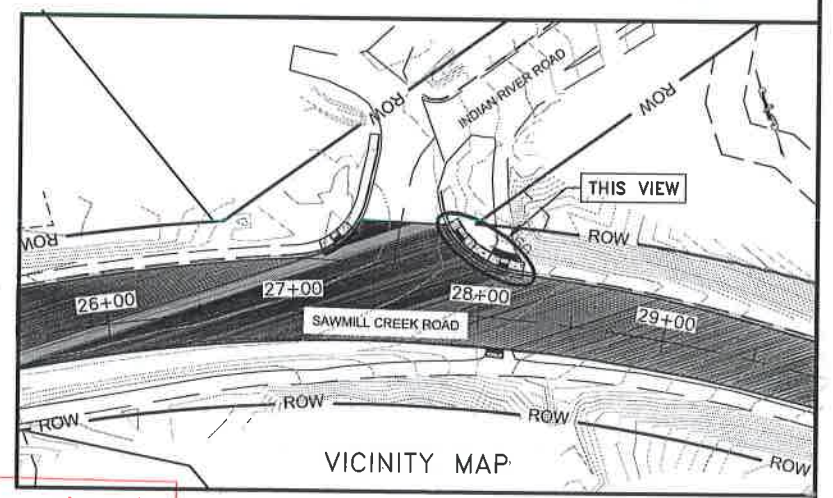 ROW
INDIAN RIVER ROAD
ROW
THIS VIEW
ROW
ROW
26+00
27+00
28+00
29+00
SAWMILL CREEK ROAD
ROW
ROW
ROW
ROW
VICINITY MAP